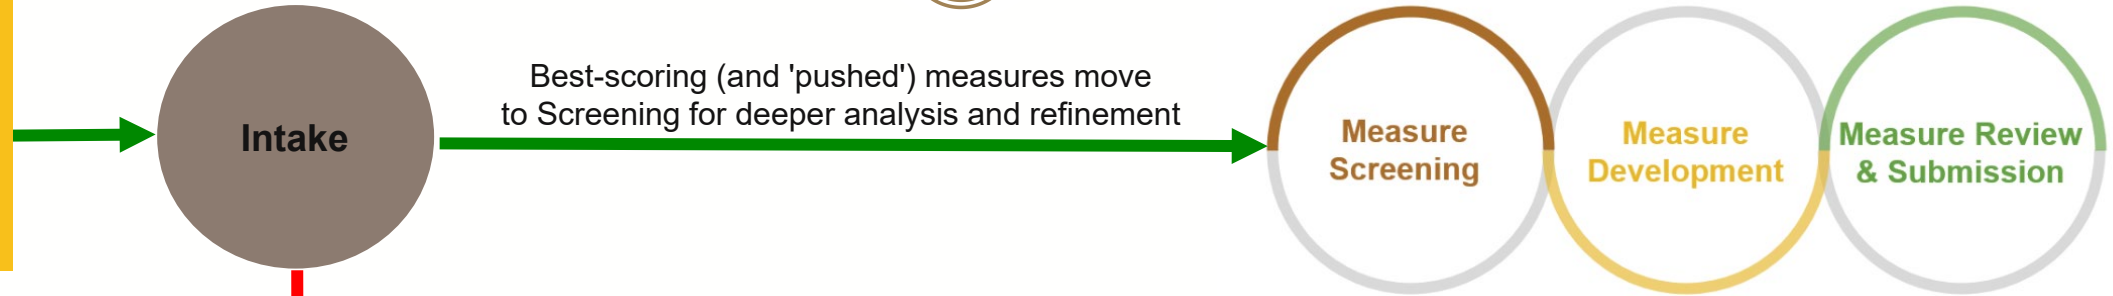 Intake
Best-scoring (and 'pushed') measures move
to Screening for deeper analysis and refinement
Measure
Screening
Measure
Development
Measure Review
& Submission